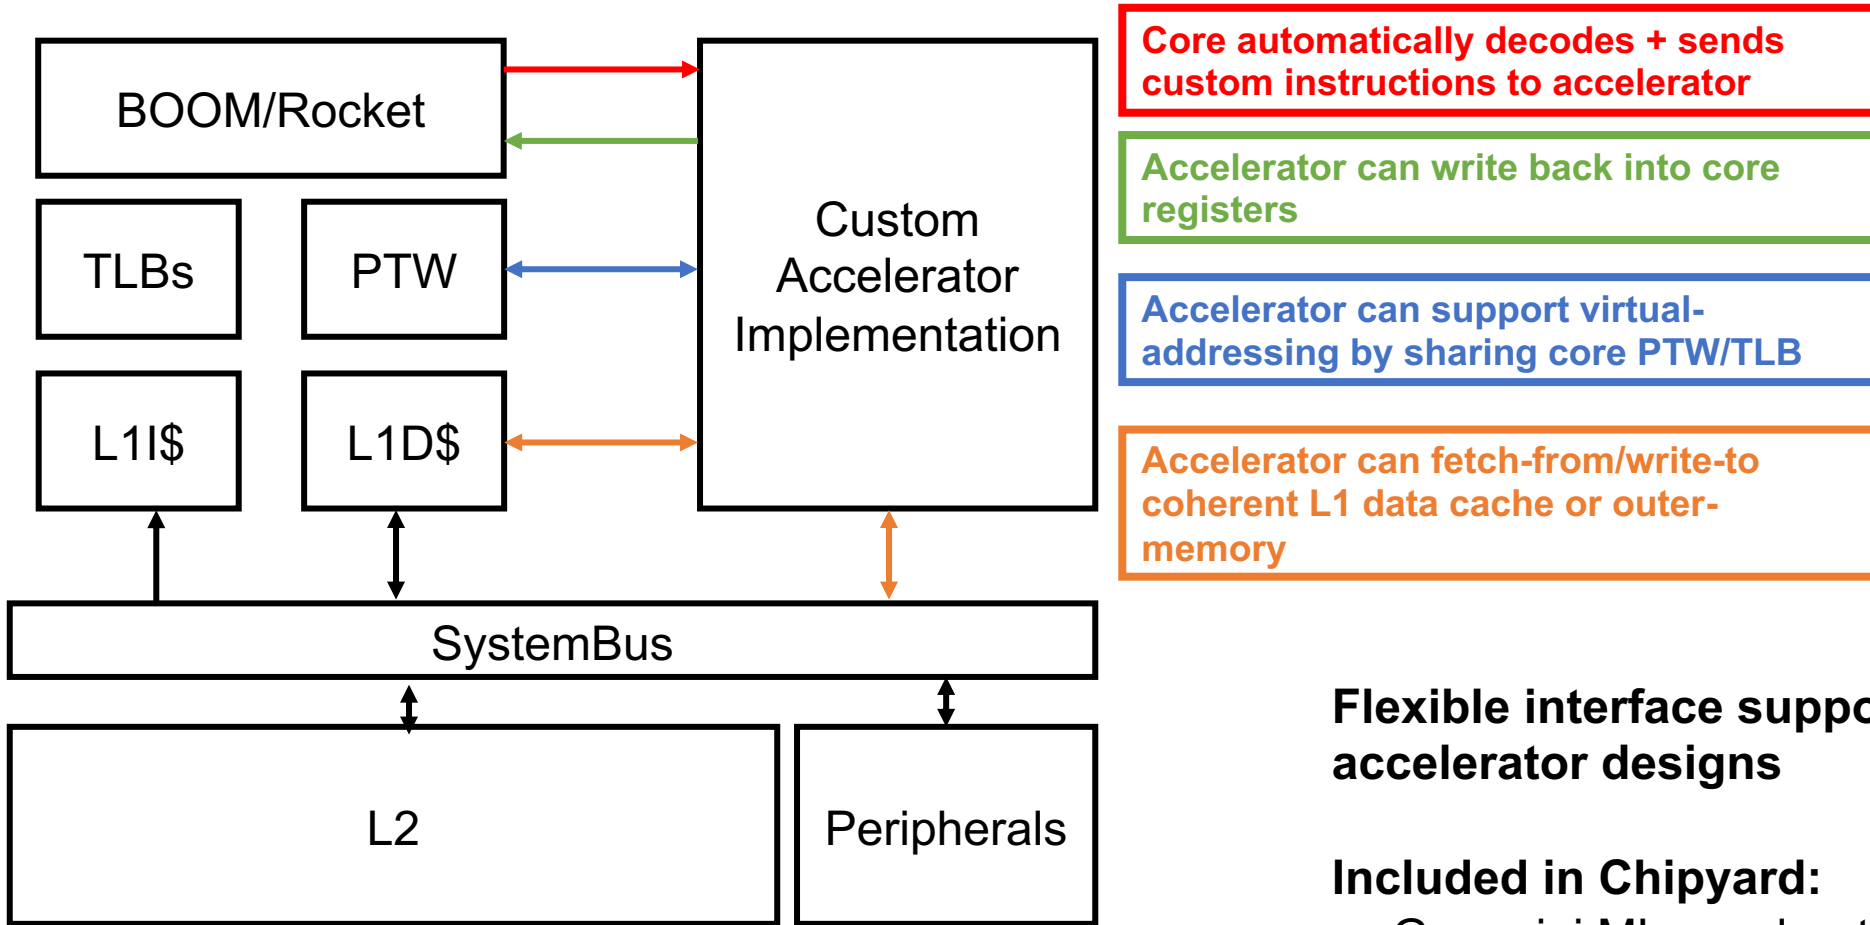 BOOM/Rocket
TLBs
PTW
L1I$
L1D$
Custom
Accelerator
Implementation
SystemBus
L2
Peripherals
Core automatically decodes + sends
custom instructions to accelerator
Accelerator can write back into core
registers
Accelerator can support virtual-
addressing by sharing core PTW/TLB
Accelerator can fetch-from/write-to
coherent L1 data cache or outer-
memory
Flexible interface
accelerator designs
Included in Chipyard: